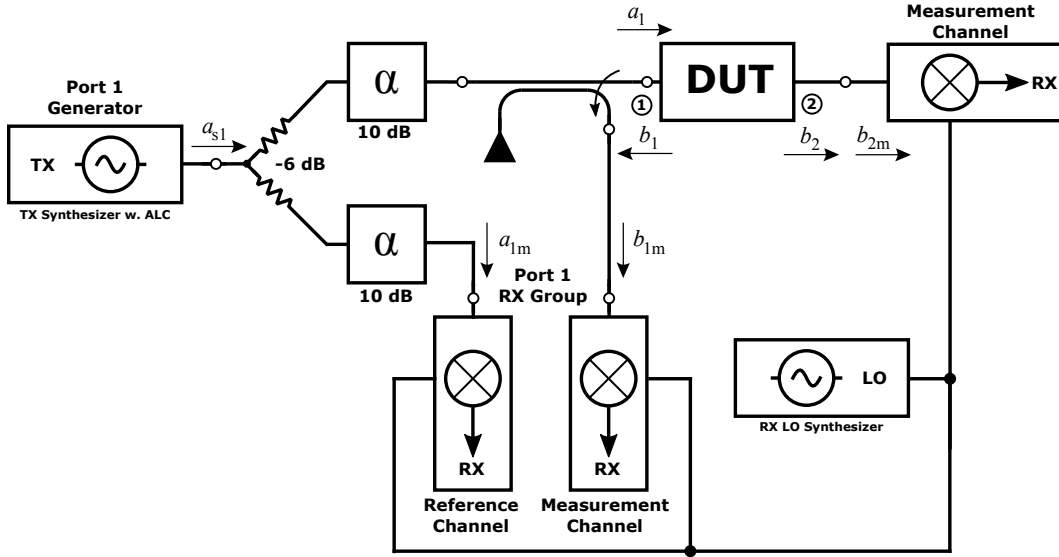 Measurement
Channel
a1
α
DUT
RX
Port 1
Generator
10 dB
1
2
as1
TX
-6 dB
b1
b2
b2m
TX Synthesizer w. ALC
α
a1m
b1m
10 dB
Port 1
RX Group
LO
RX LO Synthesizer
RX
RX
Reference
Channel
Measurement
Channel